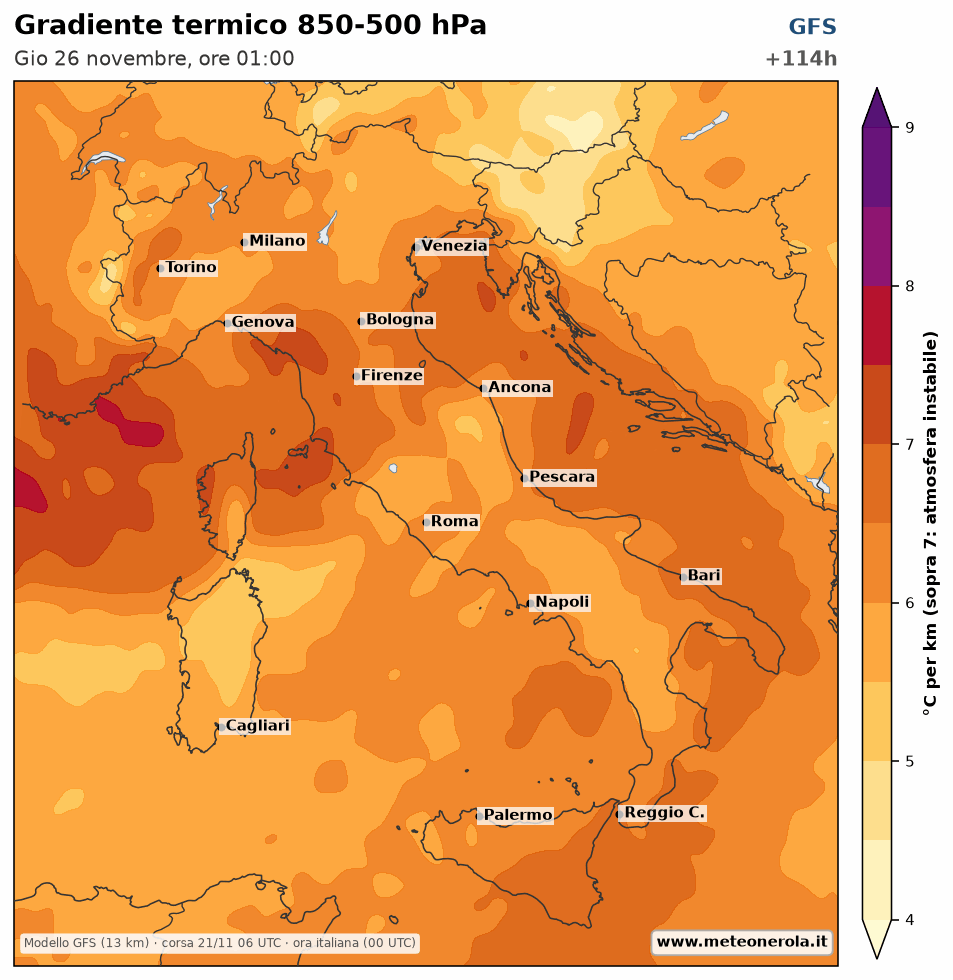 Gradiente termico 850-500 hPa
GFS
Gio 26 novembre, ore 01:00
+114h
Milano
Venezia
Torino
Genova
Bologna
Firenze
Ancona
Pescara
Roma
Bari
Napoli
Cagliari
Palermo
Reggio C.
9
8
7
6
5
4
°C per km (sopra 7: atmosfera instabile)
Modello GFS (13 km) · corsa 21/11 06 UTC · ora italiana (00 UTC)
www.meteonerola.it